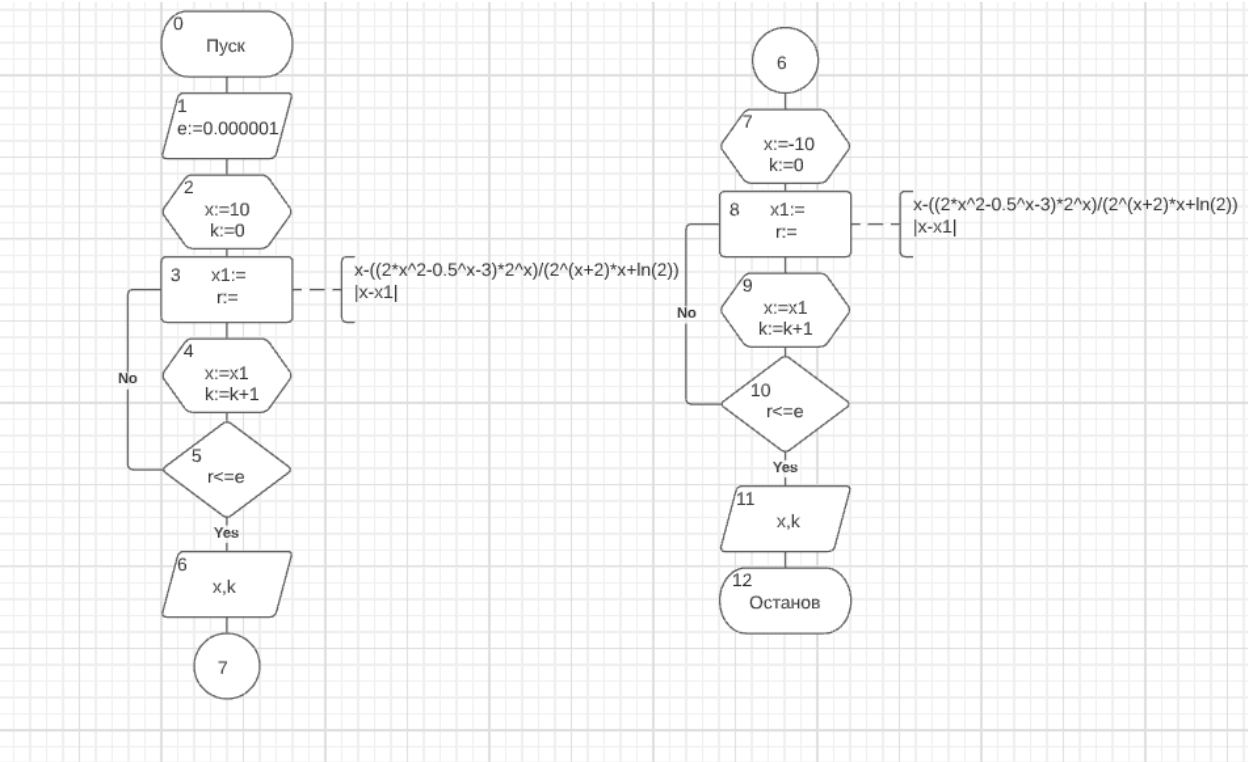 0
Пуск
1
e:=0.000001
2
x:=10
k:=0
3
x1:=
r:=
x-((2*x^2-0.5^x-3)*2^x)/(2^(x+2)*x+ln(2))
|x-x1|
4
x:=x1
k:=k+1
No
5
r<=e
Yes
6
x,k
7
6
7
x:=-10
k:=0
8
x1:=
r:=
x-((2*x^2-0.5^x-3)*2^x)/(2^(x+2)*x+ln(2))
|x-x1|
9
x:=x1
k:=k+1
No
10
r<=e
Yes
11
x,k
12
Останов